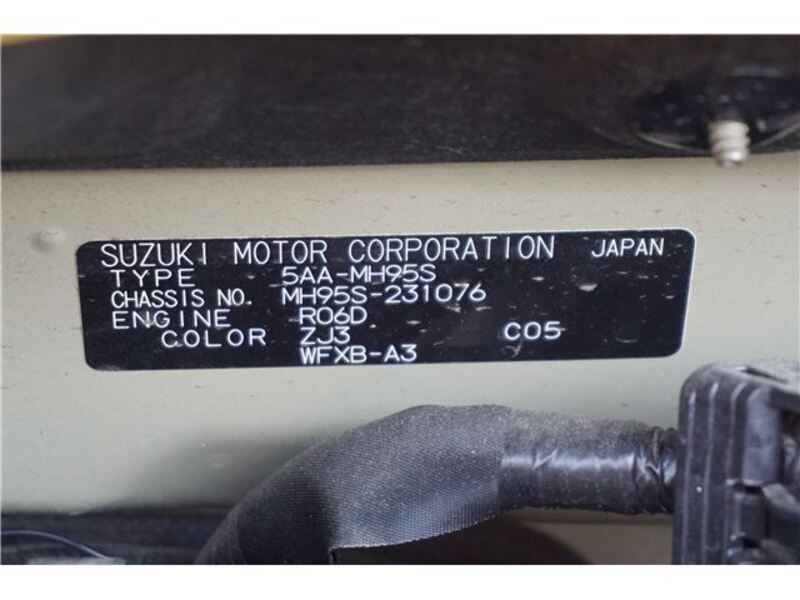 SUZUKI MOTOR CORPORATION JAPAN
TYPE 5AA-MH95S
CHASSIS NO. MH95S-231076
ENGINE R06D
COLOR ZJ3 C05
WFXB-A3